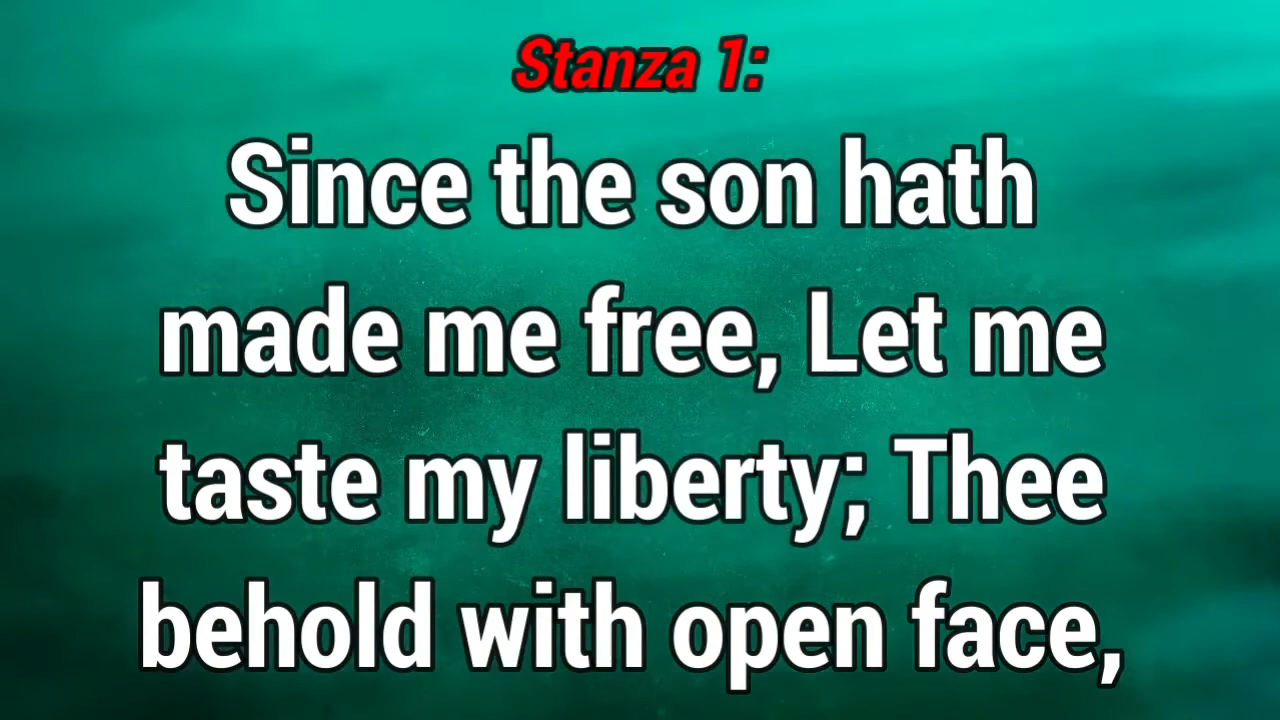 Stanza 1:
Since the son hath
made me free, Let me
taste my liberty; Thee
behold with open face,